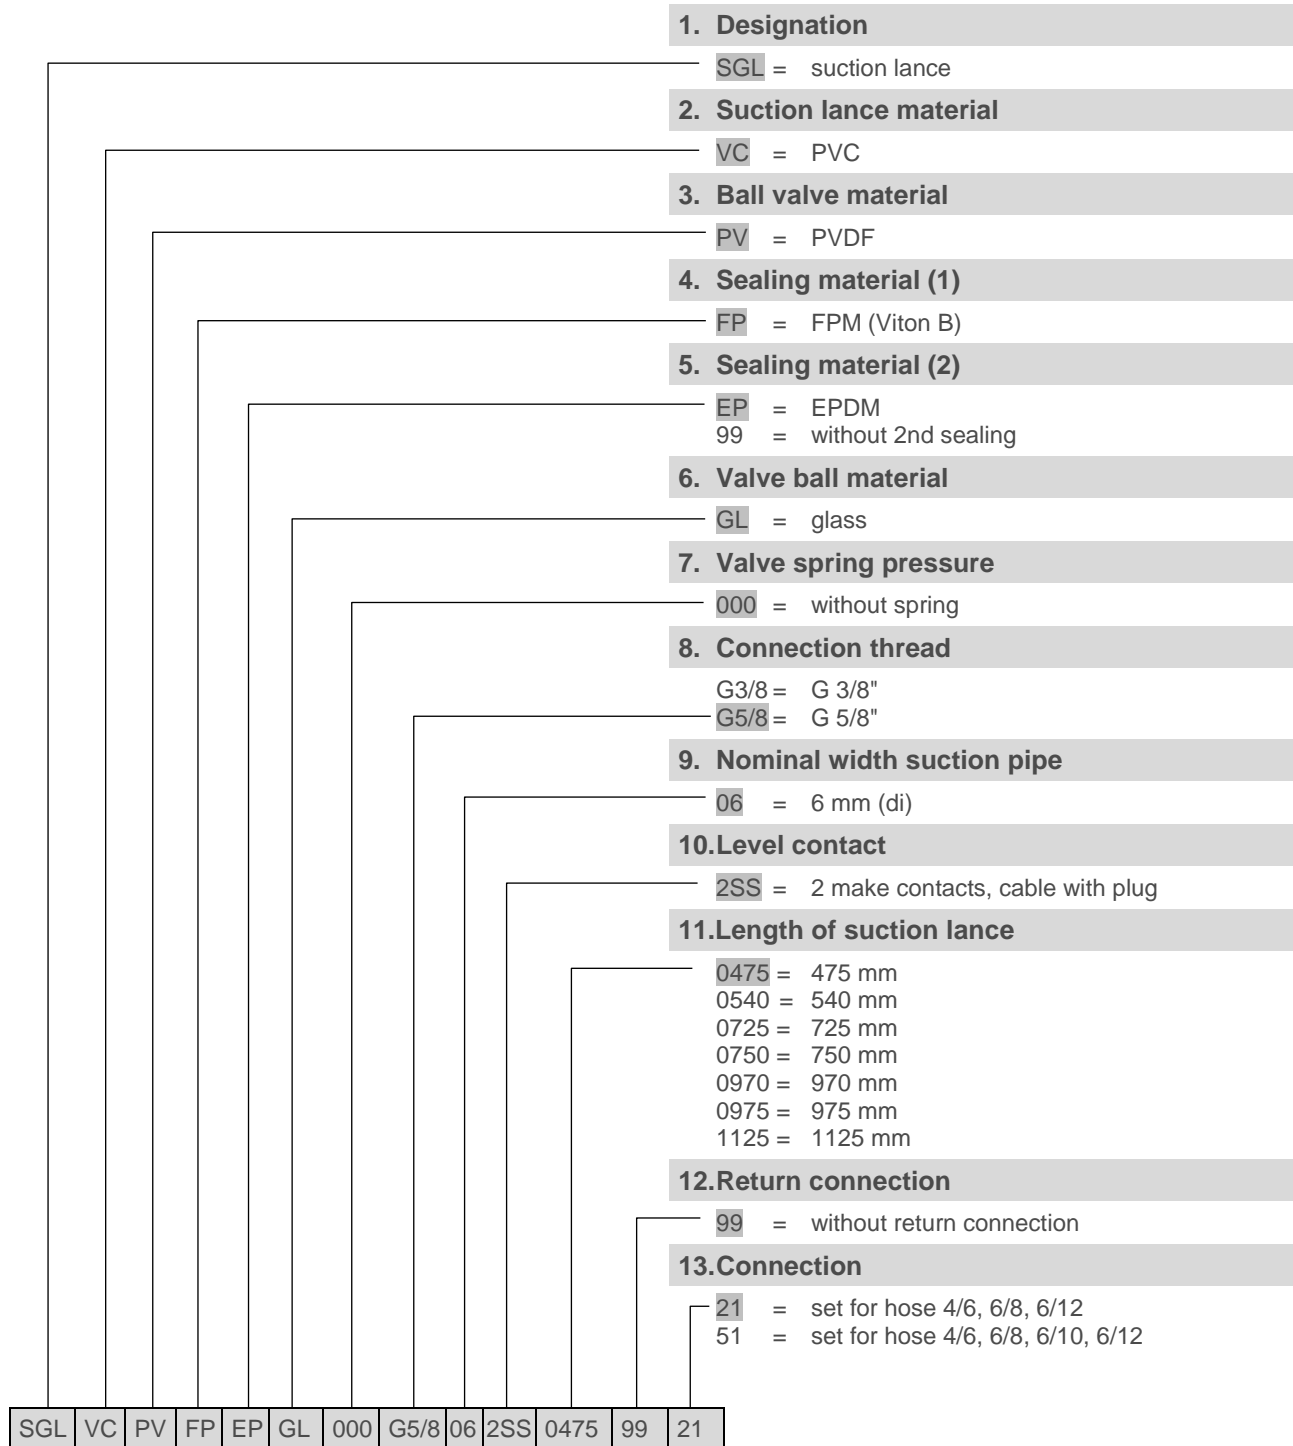 1. Designation
SGL = suction lance
2. Suction lance material
VC = PVC
3. Ball valve material
PV = PVDF
4. Sealing material (1)
FP = FPM (Viton B)
5. Sealing material (2)
EP = EPDM
99 = without 2nd sealing
6. Valve ball material
GL = glass
7. Valve spring pressure
000 = without spring
8. Connection thread
G3/8 = G 3/8"
G5/8 = G 5/8"
9. Nominal width suction pipe
06 = 6 mm (di)
10.Level contact
2SS = 2 make contacts, cable with plug
11.Length of suction lance
0475 = 475 mm
0540 = 540 mm
0725 = 725 mm
0750 = 750 mm
0970 = 970 mm
0975 = 975 mm
1125 = 1125 mm
12.Return connection
99 = without return connection
13.Connection
21 = set for hose 4/6, 6/8, 6/12
51 = set for hose 4/6, 6/8, 6/10, 6/12
SGL VC PV FP EP GL 000 G5/8 06 2SS 0475 99 21